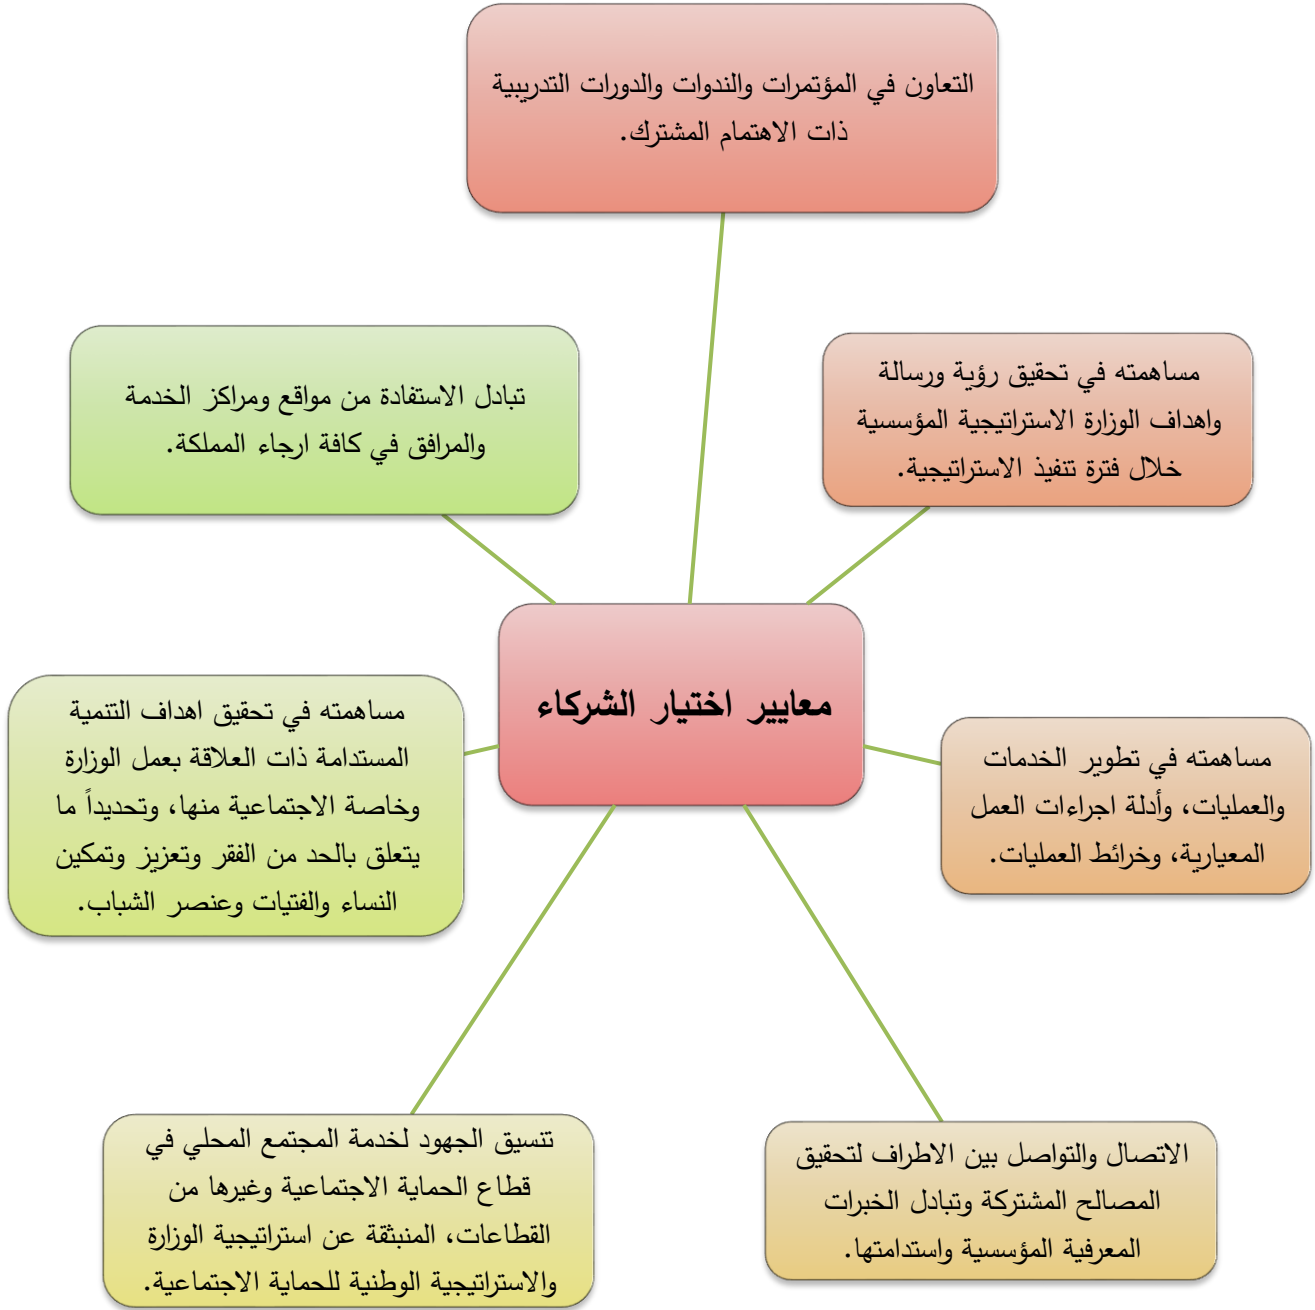 التعاون في المؤتمرات والندوات والدورات التدريبية
ذات الاهتمام المشترك.
مساهمته في تحقيق رؤية ورسالة
واهداف الوزارة الاستراتيجية المؤسسية
خلال فترة تنفيذ الاستراتيجية.
تبادل الاستفادة من مواقع ومراكز الخدمة
والمرافق في كافة ارجاء المملكة.
معايير اختيار الشركاء
مساهمته في تطوير الخدمات
والعمليات، وأدلة اجراءات العمل
المعيارية، وخرائط العمليات.
مساهمته في تحقيق اهداف التنمية
المستدامة ذات العلاقة بعمل الوزارة
وخاصة الاجتماعية منها، وتحديداً ما
يتعلق بالحد من الفقر وتعزيز وتمكين
النساء والفتيات وعنصر الشباب.
الاتصال والتواصل بين الاطراف لتحقيق
المصالح المشتركة وتبادل الخبرات
المعرفية المؤسسية واستدامتها.
تنسيق الجهود لخدمة المجتمع المحلي في
قطاع الحماية الاجتماعية وغيرها من
القطاعات، المنبثقة عن استراتيجية الوزارة
والاستراتيجية الوطنية للحماية الاجتماعية.